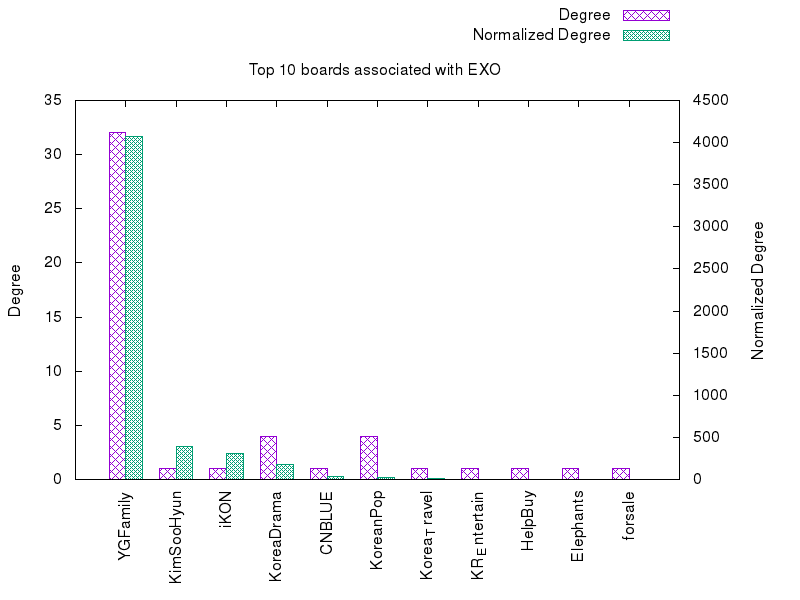 Degree
Normalized Degree
Top 10 boards associated with EXO
35
30
25
20
15
10
5
0
Degree
4500
4000
3500
3000
2500
2000
1500
1000
500
0
Normalized Degree
YGFamily
KimSooHyun
iKON
KoreaDrama
CNBLUE
KoreanPop
KoreaTravel
KREntertain
HelpBuy
Elephants
forsale